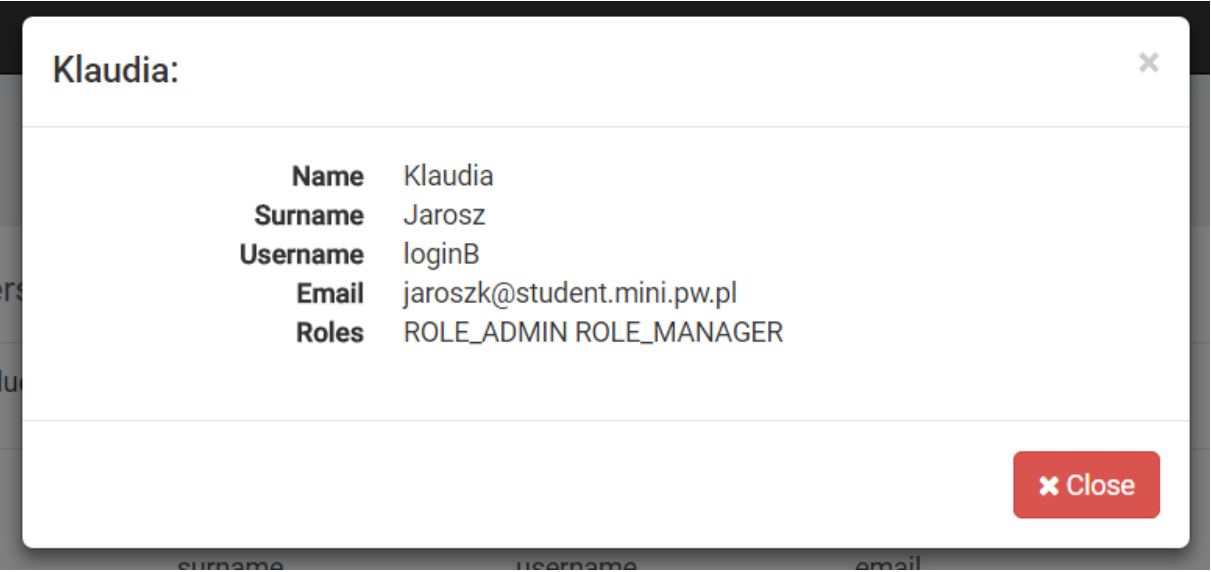 Klaudia: ×
Name Klaudia
Surname Jarosz
Username loginB
Email jaroszk@student.mini.pw.pl
Roles ROLE_ADMIN ROLE_MANAGER
× Close
surname username email